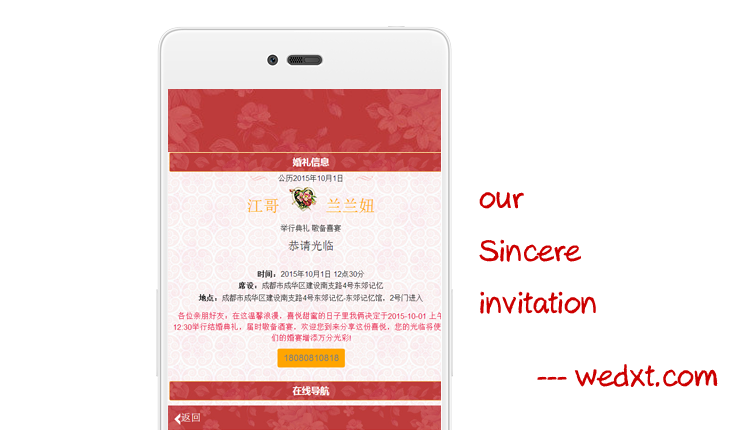 婚礼信息
公历2015年10月1日
江哥 兰兰妞
举行典礼 敬备喜宴
恭请光临
时间：2015年10月1日 12点30分
席设：成都市成华区建设南支路4号东郊记忆
地点：成都市成华区建设南支路4号东郊记忆-东郊记忆馆，2号门进入
各位亲朋好友：在这温馨浪漫、喜悦甜蜜的日子里我俩决定于2015-10-01 上午
12:30举行结婚典礼，届时敬备酒宴，欢迎您到来分享这份喜悦，您的光临将使
们的婚宴增添万分光彩!
18080810818
在线导航
返回
our
Sincere
invitation
--- wedxt.com